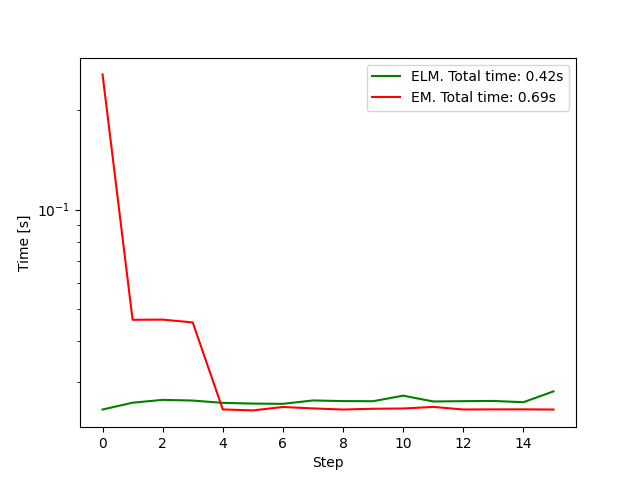 ELM. Total time: 0.42s
EM. Total time: 0.69s
10⁻¹
Time [s]
0 2 4 6 8 10 12 14
Step